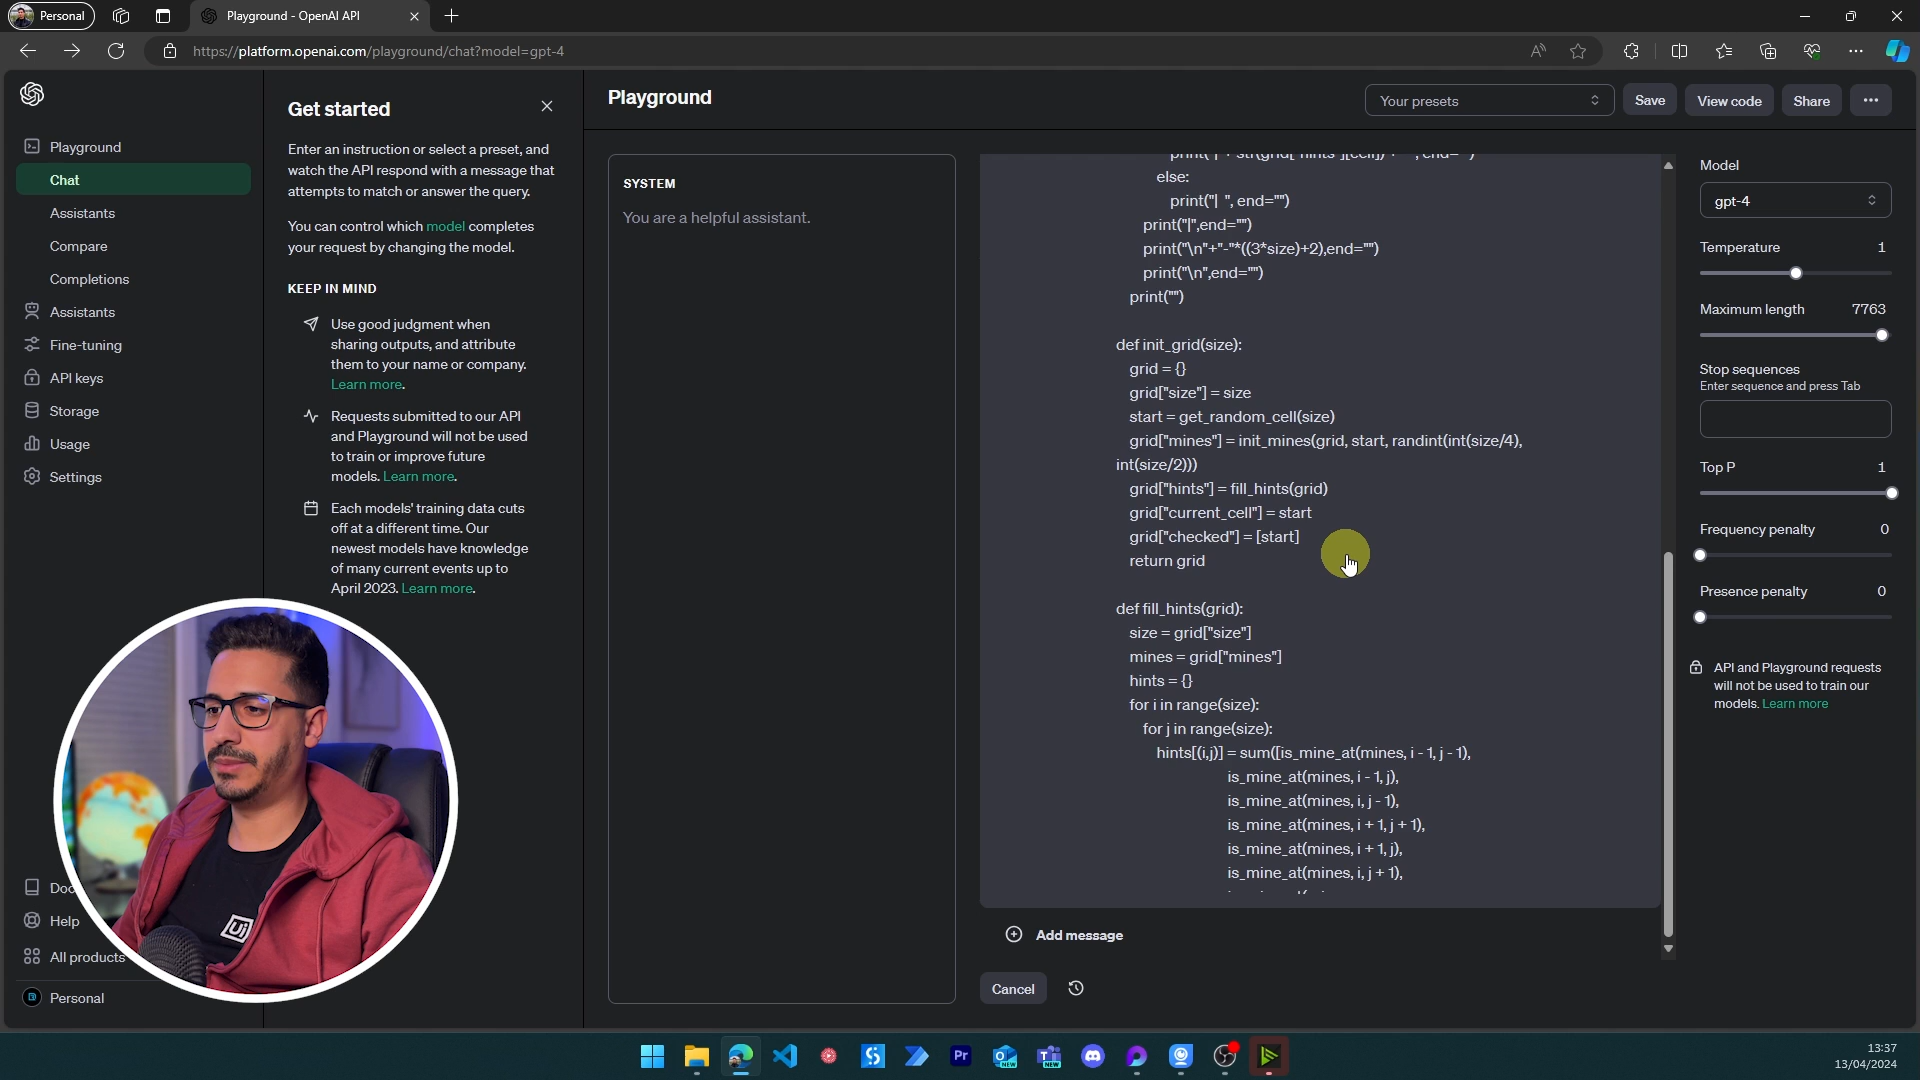 Personal
Playground - OpenAI API
https://platform.openai.com/playground/chat?model=gpt-4
Playground
Chat
Assistants
Compare
Completions
Assistants
Fine-tuning
API keys
Storage
Usage
Settings
Help
All products
Personal
Get started
Enter an instruction or select a preset, and
watch the API respond with a message that
attempts to match or answer the query.
You can control which model completes
your request by changing the model.
KEEP IN MIND
Use good judgment when
sharing outputs, and attribute
them to your name or company.
Learn more.
Requests submitted to our API
and Playground will not be used
to train or improve future
models. Learn more.
Each models' training data cuts
off at a different time. Our
newest models have knowledge
of many current events up to
April 2023. Learn more.
Playground
Your presets
Save
View code
Share
SYSTEM
You are a helpful assistant.
else:
print("| ", end="")
print("|",end="")
print("\n"+"-"*((3*size)+2),end="")
print("\n",end="")
print("")
def init_grid(size):
grid = {}
grid["size"] = size
start = get_random_cell(size)
grid["mines"] = init_mines(grid, start, randint(int(size/4),
int(size/2)))
grid["hints"] = fill_hints(grid)
grid["current_cell"] = start
grid["checked"] = [start]
return grid
def fill_hints(grid):
size = grid["size"]
mines = grid["mines"]
hints = {}
for i in range(size):
for j in range(size):
hints[(i,j)] = sum([is_mine_at(mines, i - 1, j - 1),
is_mine_at(mines, i - 1, j),
is_mine_at(mines, i, j - 1),
is_mine_at(mines, i + 1, j + 1),
is_mine_at(mines, i + 1, j),
is_mine_at(mines, i, j + 1),
Add message
Cancel
Model
gpt-4
Temperature 1
Maximum length 7763
Stop sequences
Enter sequence and press Tab
Top P 1
Frequency penalty 0
Presence penalty 0
API and Playground requests
will not be used to train our
models. Learn more
Ui
Pr
NEW
NEW
13:37
13/04/2024